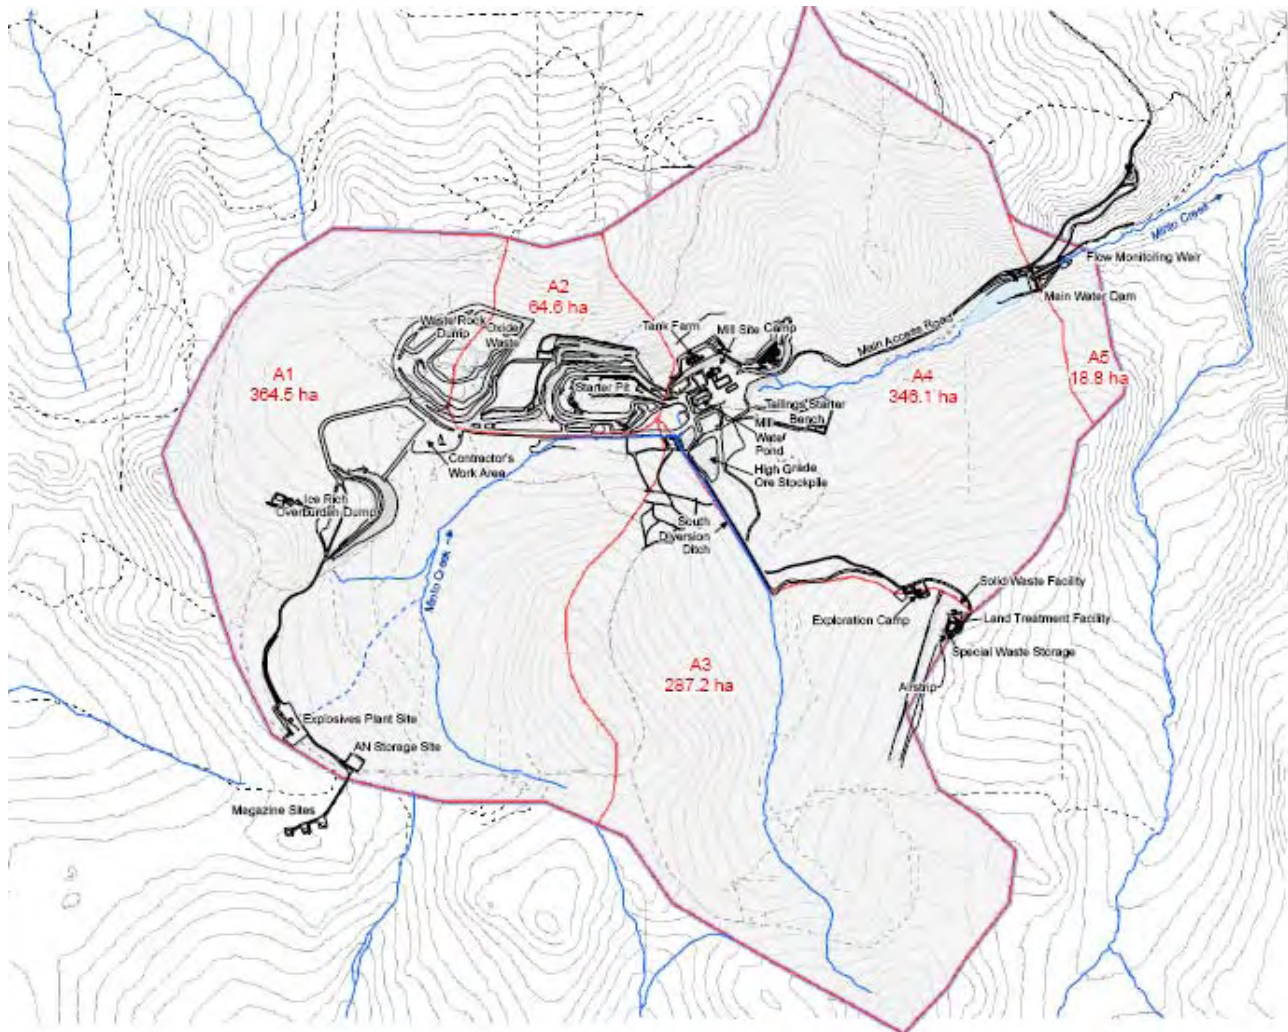 Minto Creek
Flow Monitoring Weir
Main Water Dam
A2
64.6 ha
Waste Rock
Dump
Oxide
Waste
Tank Farm
Mill Site
Camp
Main Access Road
A1
364.5 ha
Starter Pit
A4
346.1 ha
A5
18.8 ha
Tailings Starter
Bench
Mill
Water
Pond
Contractor's
Work Area
High Grade
Ore Stockpile
Ice Rich
Overburden Dump
South
Diversion
Ditch
Minto Creek
Solid Waste Facility
Exploration Camp
Land Treatment Facility
Special Waste Storage
A3
287.2 ha
Airstrip
Explosives Plant Site
AN Storage Site
Magazine Sites